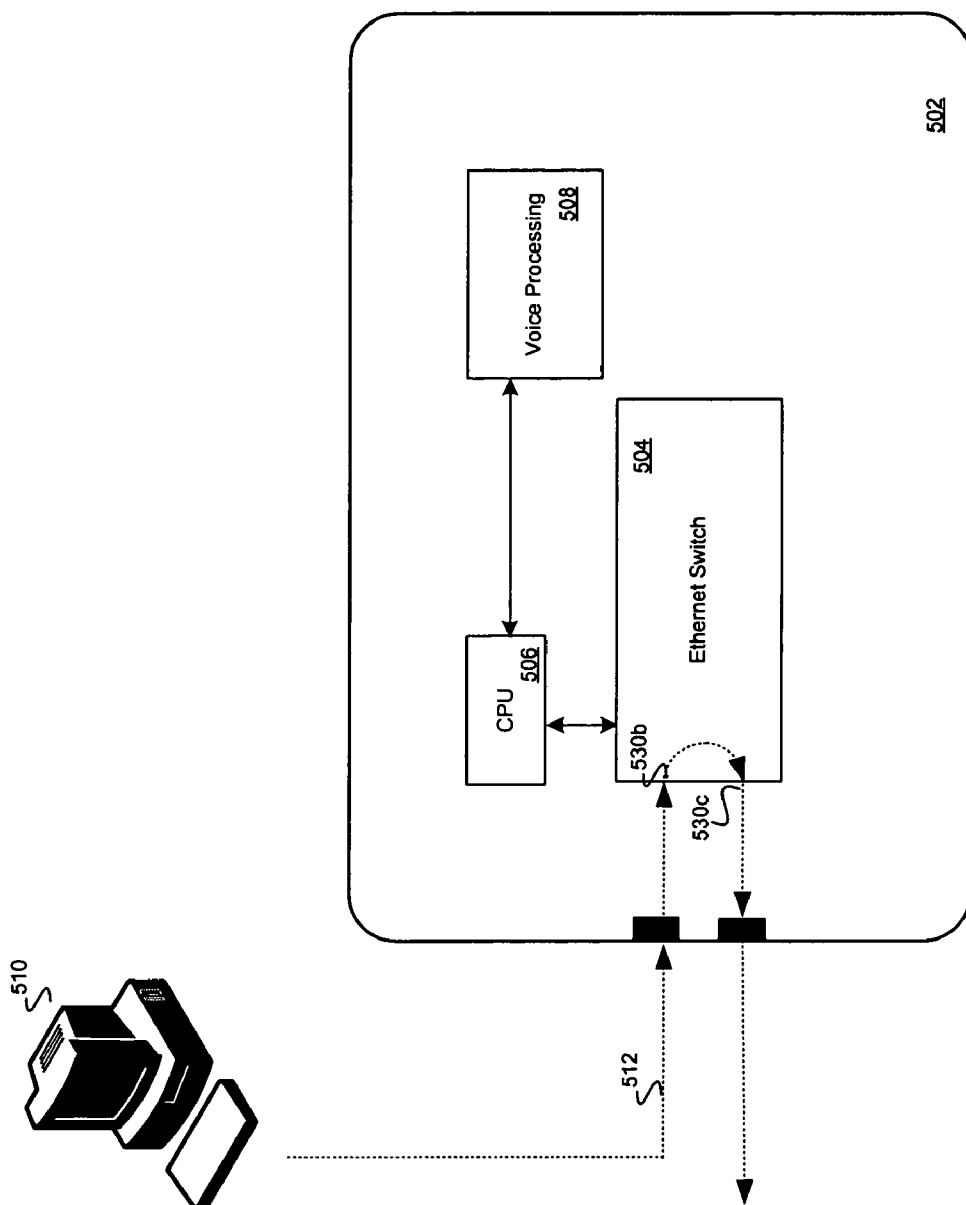 510
512
502
CPU
506
Voice Processing
508
Ethernet Switch
504
530b
530c